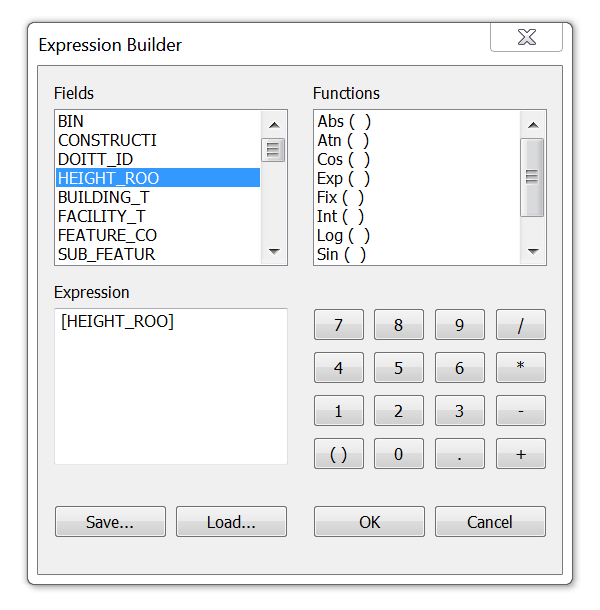 Expression Builder
Fields
BIN
CONSTRUCTI
DOITT_ID
HEIGHT_ROO
BUILDING_T
FACILITY_T
FEATURE_CO
SUB_FEATUR
Functions
Abs ( )
Atn ( )
Cos ( )
Exp ( )
Fix ( )
Int ( )
Log ( )
Sin ( )
Expression
[HEIGHT_ROO]
7 8 9 /
4 5 6 *
1 2 3 -
( ) 0 . +
Save... Load... OK Cancel